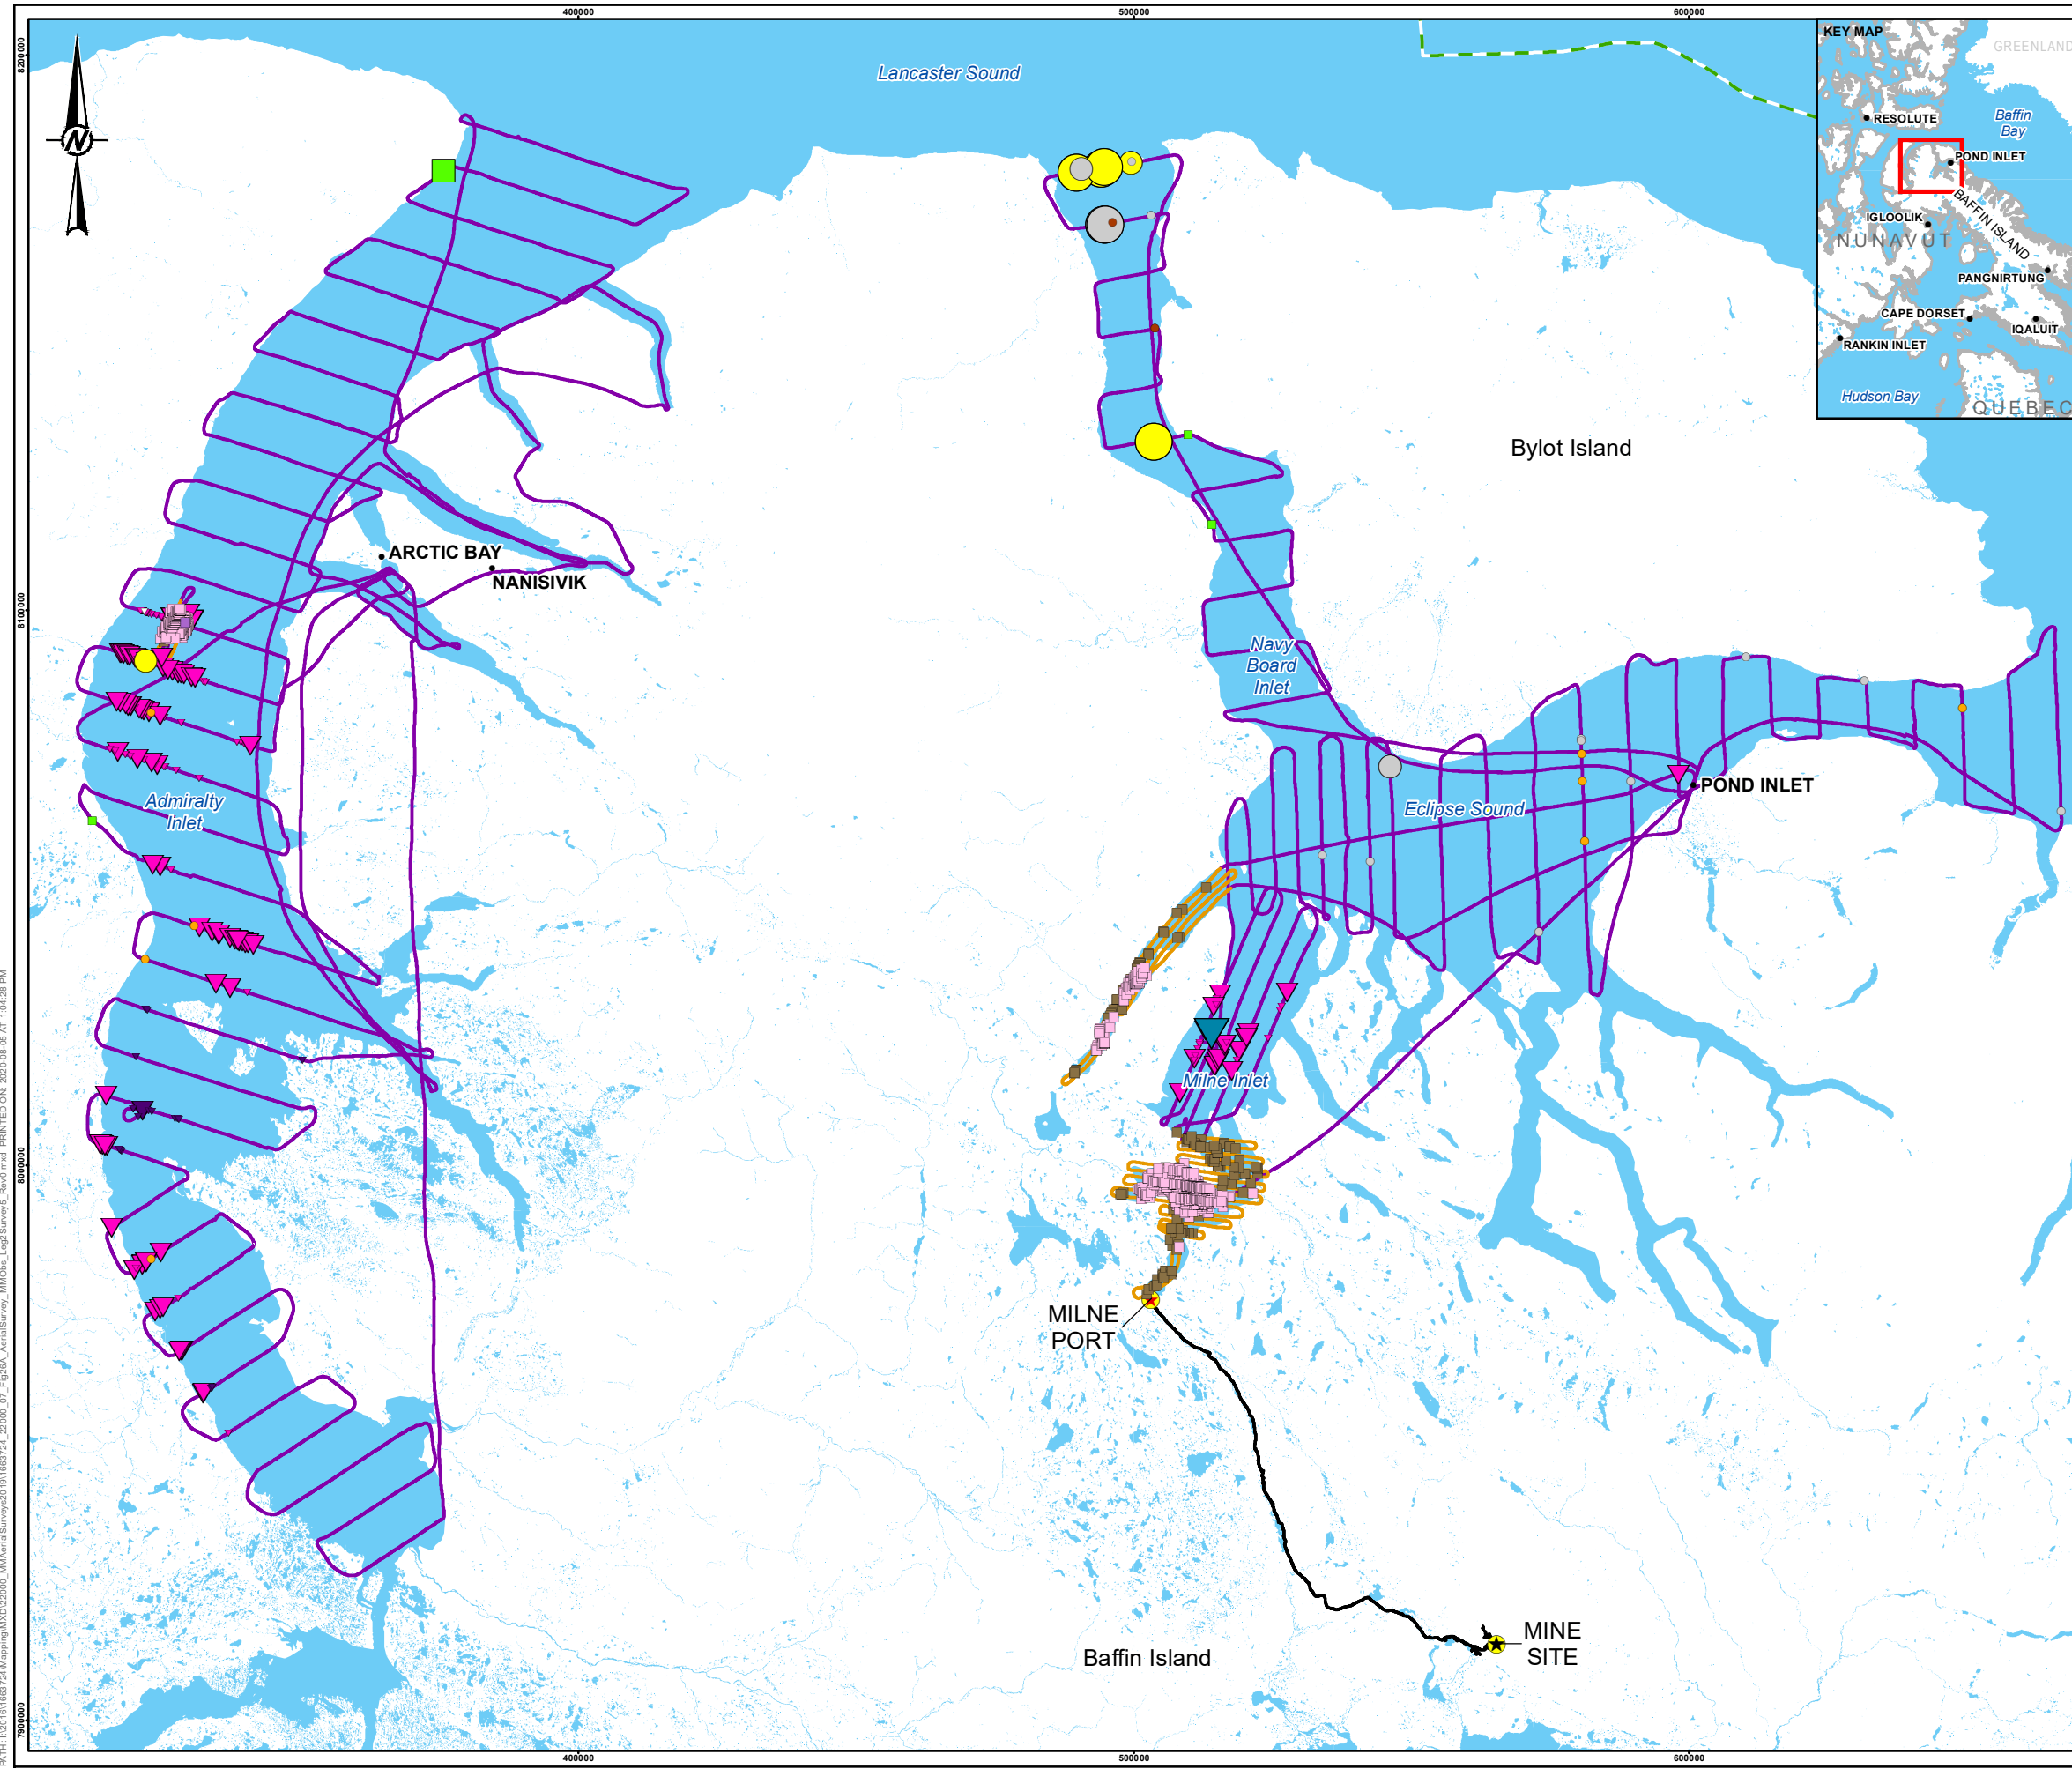 400000
500000
600000
8200000
KEY MAP
GREENLAND
Lancaster Sound
Baffin
Bay
RESOLUTE
POND INLET
N
IGLOOLIK
BAFFIN ISLAND
NUNAVUT
PANGNIRTUNG
CAPE DORSET
IQALUIT
RANKIN INLET
Hudson Bay
QUEBEC
Bylot Island
ARCTIC BAY
NANISIVIK
8100000
Navy
Board
Inlet
POND INLET
Admiralty
Inlet
Eclipse Sound
Milne Inlet
8000000
MILNE
PORT
MINE
SITE
Baffin Island
7900000
400000
500000
600000